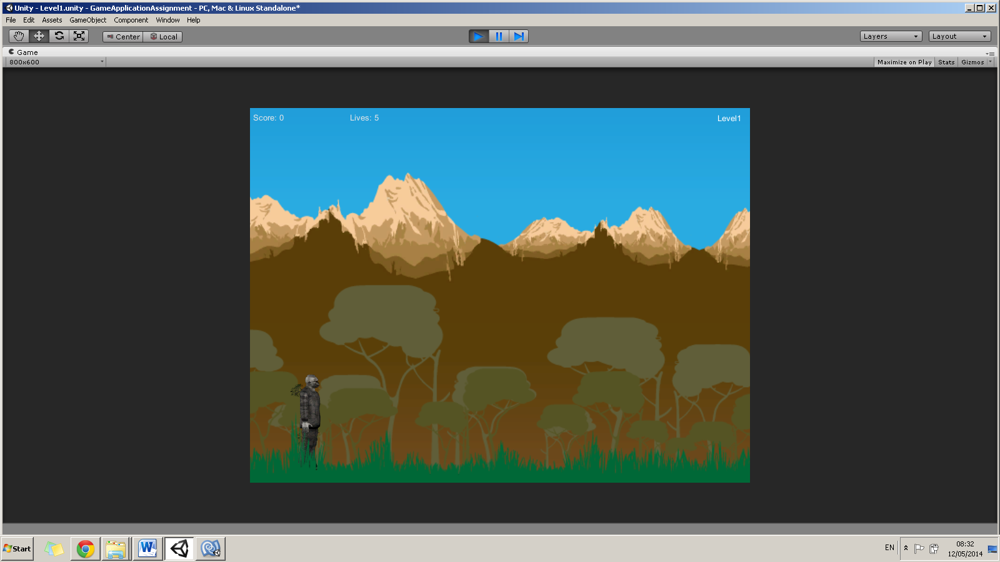 Unity - Level1.unity - GameApplicationAssignment - PC, Mac & Linux Standalone*
File Edit Assets GameObject Component Window Help
Center Local Layers Layout
Game
800x600 Maximize on Play Stats Gizmos
Score: 0 Lives: 5 Level1
Start EN 08:32
12/05/2014